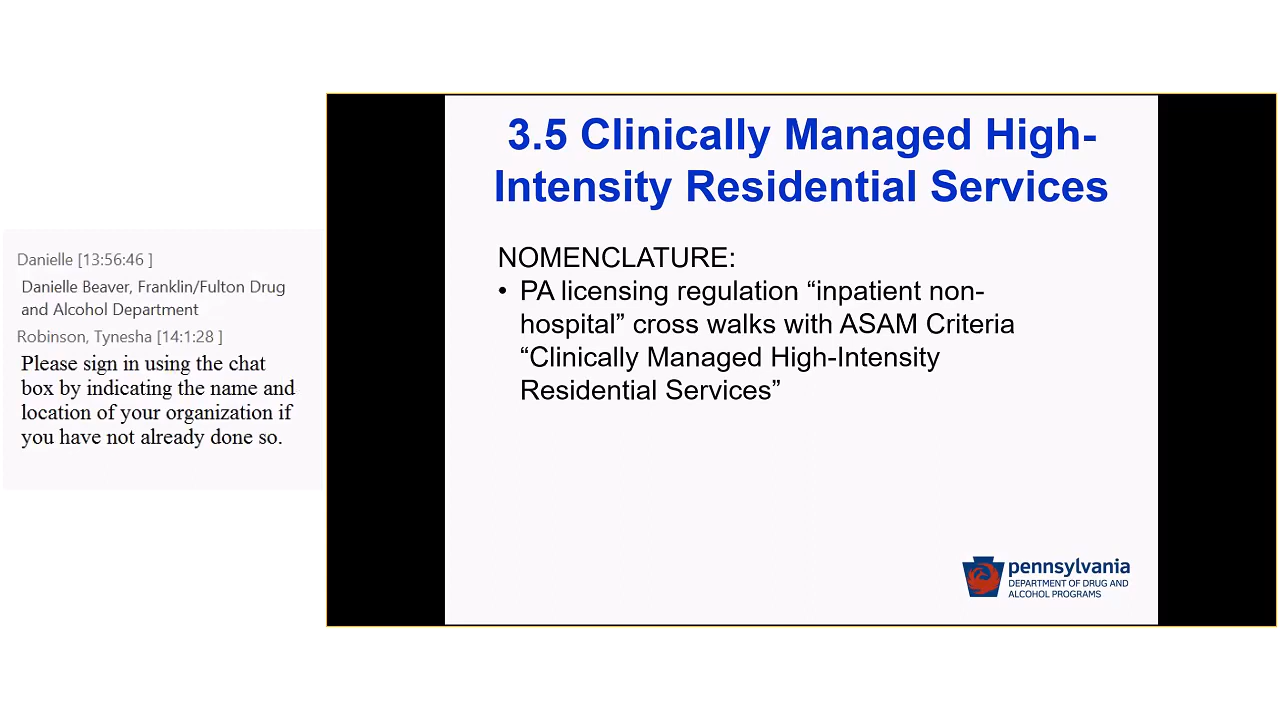 Danielle [13:56:46 ]
Danielle Beaver, Franklin/Fulton Drug
and Alcohol Department
Robinson, Tynesha [14:1:28 ]
Please sign in using the chat
box by indicating the name and
location of your organization if
you have not already done so.
3.5 Clinically Managed High-
Intensity Residential Services
NOMENCLATURE:
• PA licensing regulation “inpatient non-
hospital” cross walks with ASAM Criteria
“Clinically Managed High-Intensity
Residential Services”
pennsylvania
DEPARTMENT OF DRUG AND
ALCOHOL PROGRAMS